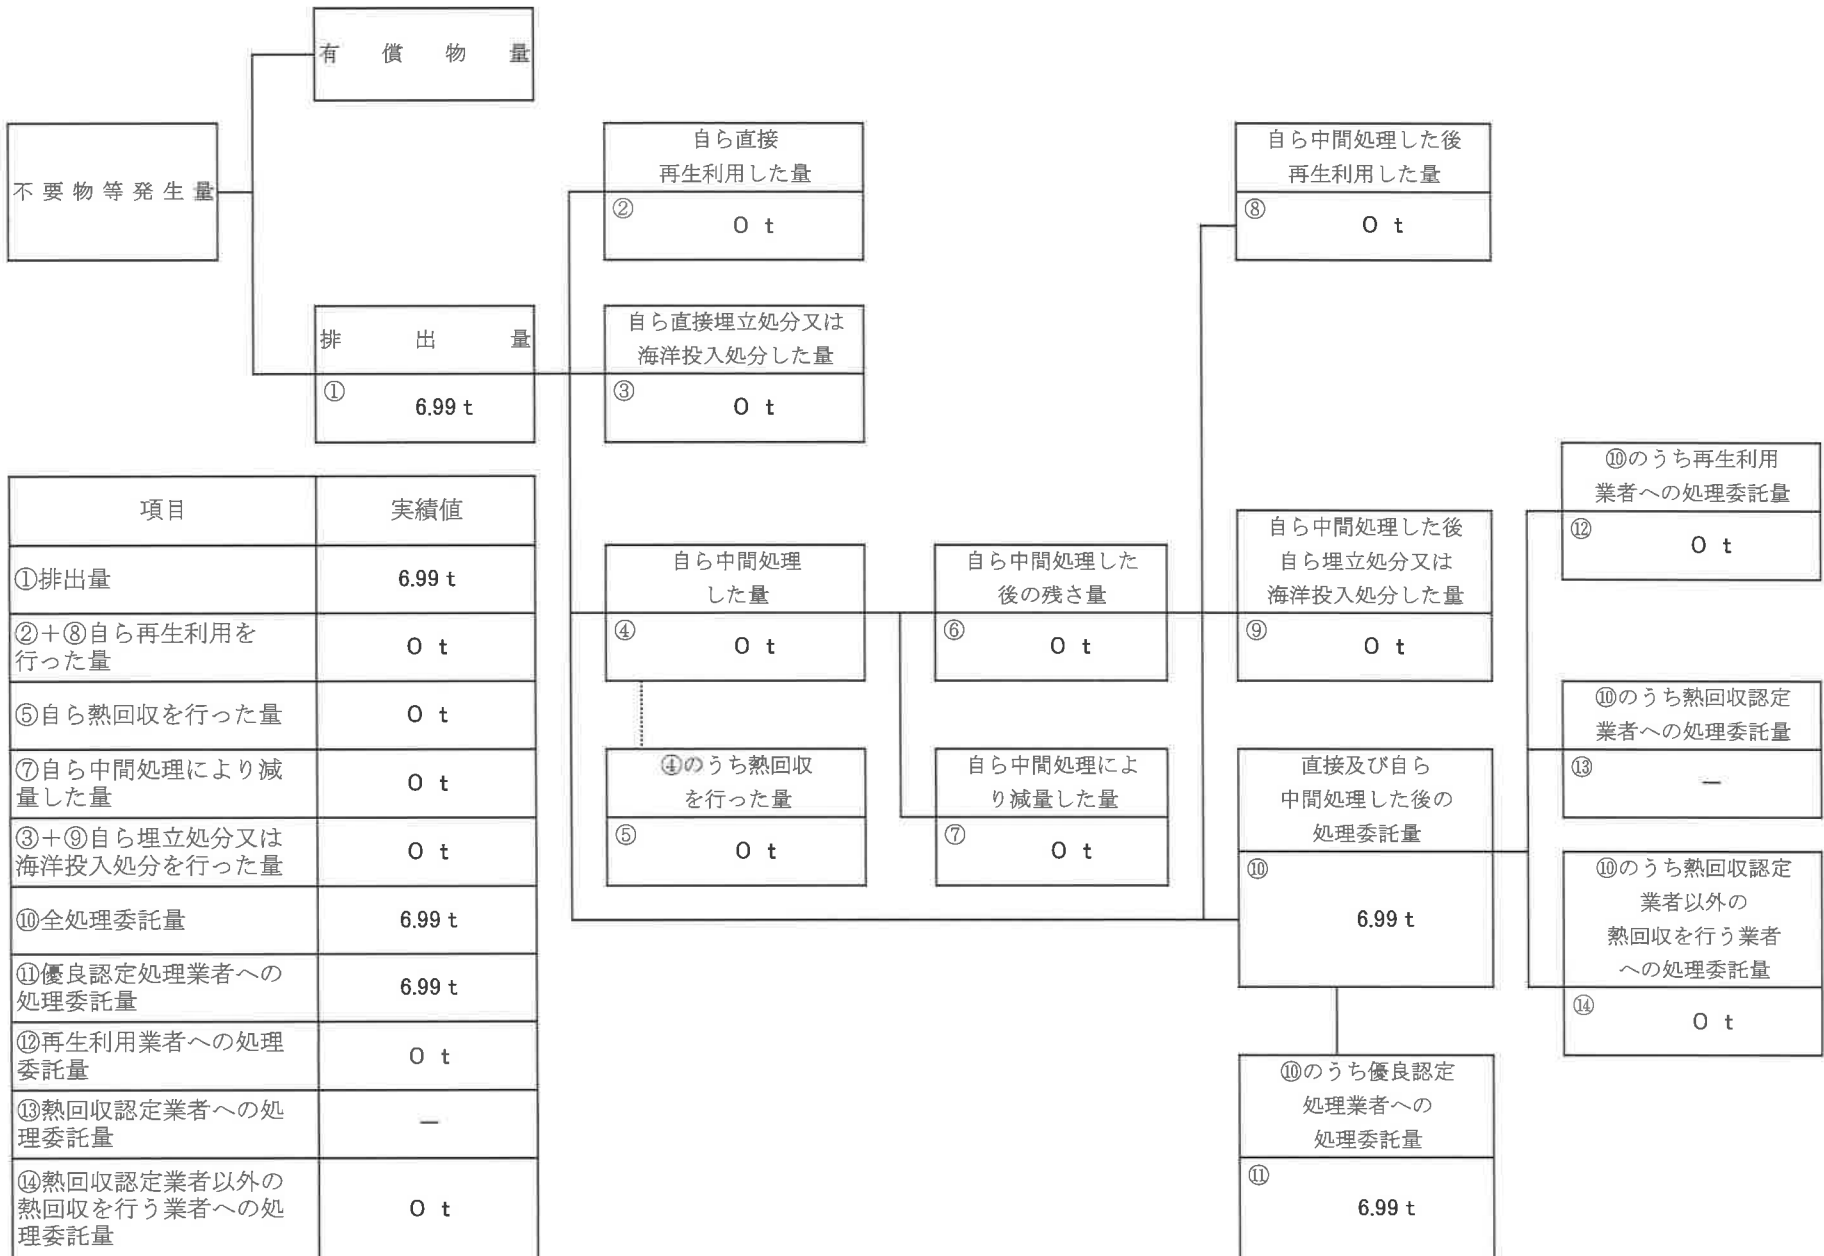 有償物量
不要物等発生量
排出量
① 6.99 t
自ら直接
再生利用した量
② 0 t
自ら直接埋立処分又は
海洋投入処分した量
③ 0 t
自ら中間処理
した量
④ 0 t
④のうち熱回収
を行った量
⑤ 0 t
自ら中間処理した
後の残さ量
⑥ 0 t
自ら中間処理によ
り減量した量
⑦ 0 t
自ら中間処理した後
再生利用した量
⑧ 0 t
自ら中間処理した後
自ら埋立処分又は
海洋投入処分した量
⑨ 0 t
直接及び自ら
中間処理した後の
処理委託量
⑩
6.99 t
⑩のうち優良認定
処理業者への
処理委託量
⑪
6.99 t
⑩のうち再生利用
業者への処理委託量
⑫ 0 t
⑩のうち熱回収認定
業者への処理委託量
⑬ ―
⑩のうち熱回収認定
業者以外の
熱回収を行う業者
への処理委託量
⑭ 0 t
項目 実績値
①排出量 6.99 t
②+⑧自ら再生利用を
行った量 0 t
⑤自ら熱回収を行った量 0 t
⑦自ら中間処理により減
量した量 0 t
③+⑨自ら埋立処分又は
海洋投入処分を行った量 0 t
⑩全処理委託量 6.99 t
⑪優良認定処理業者への
処理委託量 6.99 t
⑫再生利用業者への処理
委託量 0 t
⑬熱回収認定業者への処
理委託量 ―
⑭熱回収認定業者以外の
熱回収を行う業者への処
理委託量 0 t